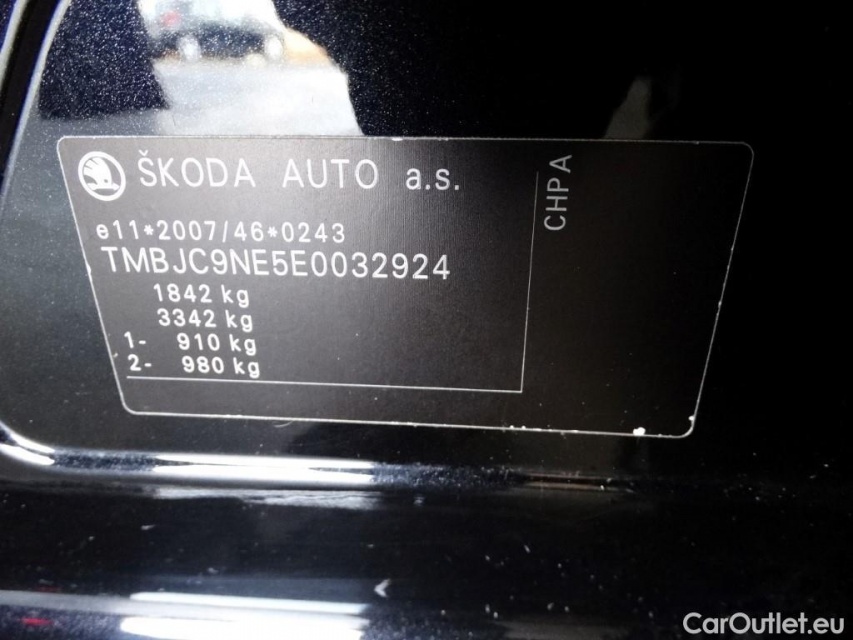 ŠKODA AUTO a.s.
CHPA
e11*2007/46*0243
TMBJC9NE5E0032924
1842 kg
3342 kg
1- 910 kg
2- 980 kg
CarOutlet.eu